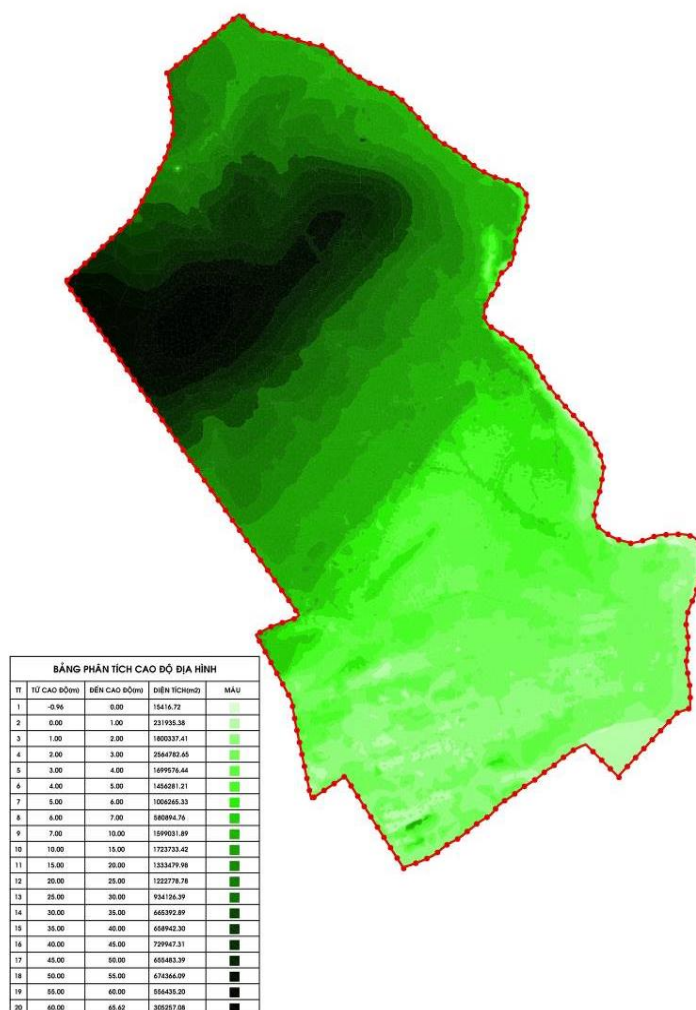 BẢNG PHÂN TÍCH CAO ĐỘ ĐỊA HÌNH
TT TỪ CAO ĐỘ(m) ĐẾN CAO ĐỘ(m) DIỆN TÍCH(m2) MÀU
1 -0.96 0.00 15416.72
2 0.00 1.00 231935.38
3 1.00 2.00 1800337.41
4 2.00 3.00 2564782.65
5 3.00 4.00 1699576.44
6 4.00 5.00 1456281.21
7 5.00 6.00 1006265.33
8 6.00 7.00 580894.76
9 7.00 10.00 1599031.89
10 10.00 15.00 1723733.42
11 15.00 20.00 1333479.98
12 20.00 25.00 1222778.78
13 25.00 30.00 934126.39
14 30.00 35.00 665392.89
15 35.00 40.00 658942.30
16 40.00 45.00 729947.31
17 45.00 50.00 655483.39
18 50.00 55.00 674366.09
19 55.00 60.00 556435.20
20 60.00 65.62 305257.08